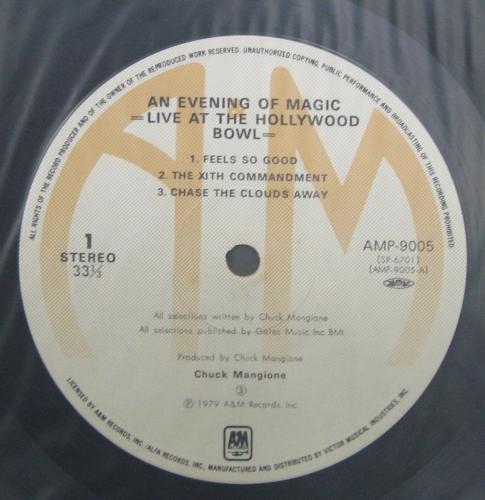 ALL RIGHTS OF THE RECORD PRODUCER AND OF THE OWNER OF THE REPRODUCED WORK RESERVED. UNAUTHORIZED COPYING, PUBLIC PERFORMANCE AND BROADCASTING OF THIS RECORD PROHIBITED.
AN EVENING OF MAGIC
=LIVE AT THE HOLLYWOOD
BOWL=
1. FEELS SO GOOD
2. THE XITH COMMANDMENT
3. CHASE THE CLOUDS AWAY
1
STEREO
33⅓
AMP-9005
(SP-6701)
(AMP-9005-A)
All selections written by Chuck Mangione
All selections published by Gates Music, Inc. BMI
Produced by Chuck Mangione
Chuck Mangione
③
Ⓟ 1979 A&M Records, Inc.
A&M
LICENSED BY A&M RECORDS, INC./ALFA RECORDS, INC., MANUFACTURED AND DISTRIBUTED BY VICTOR MUSICAL INDUSTRIES, INC.